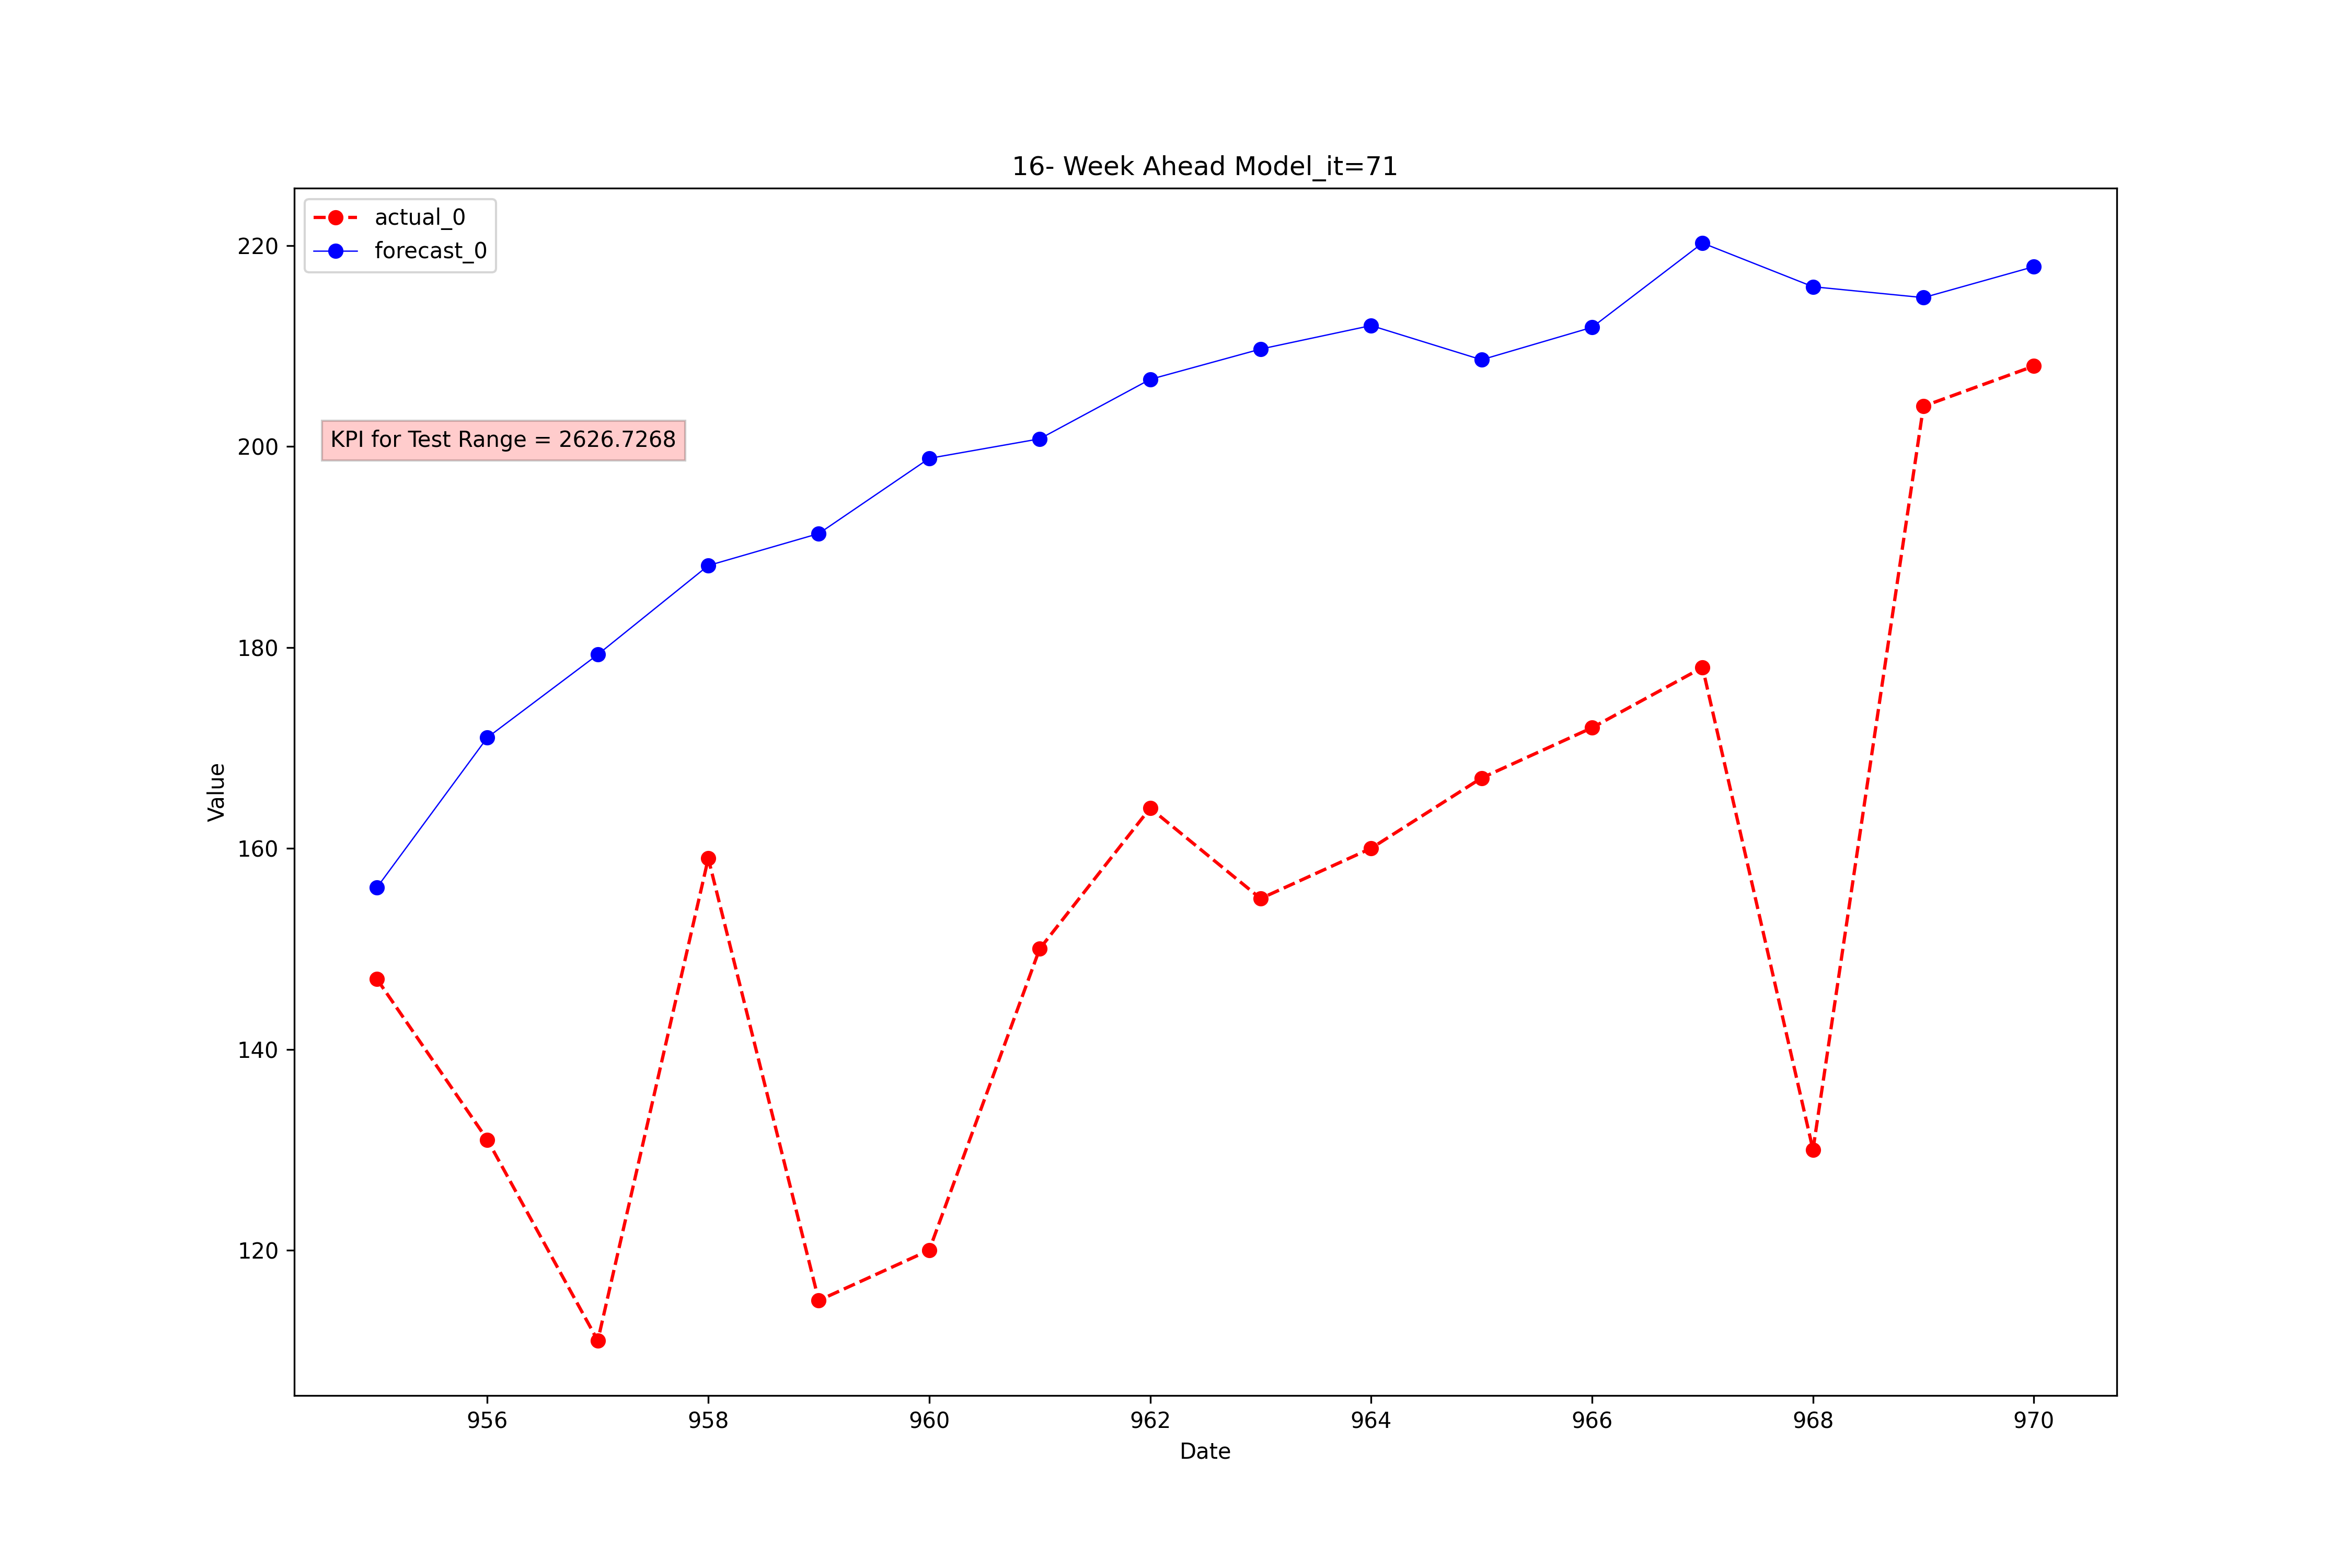 16- Week Ahead Model_it=71
actual_0
forecast_0
KPI for Test Range = 2626.7268
Value
220
200
180
160
140
120
956 958 960 962 964 966 968 970
Date